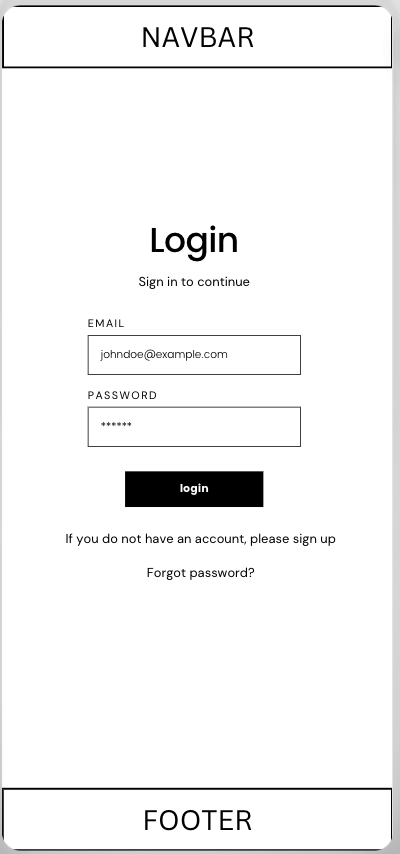 NAVBAR
Login
Sign in to continue
EMAIL
johndoe@example.com
PASSWORD
******
login
If you do not have an account, please sign up
Forgot password?
FOOTER